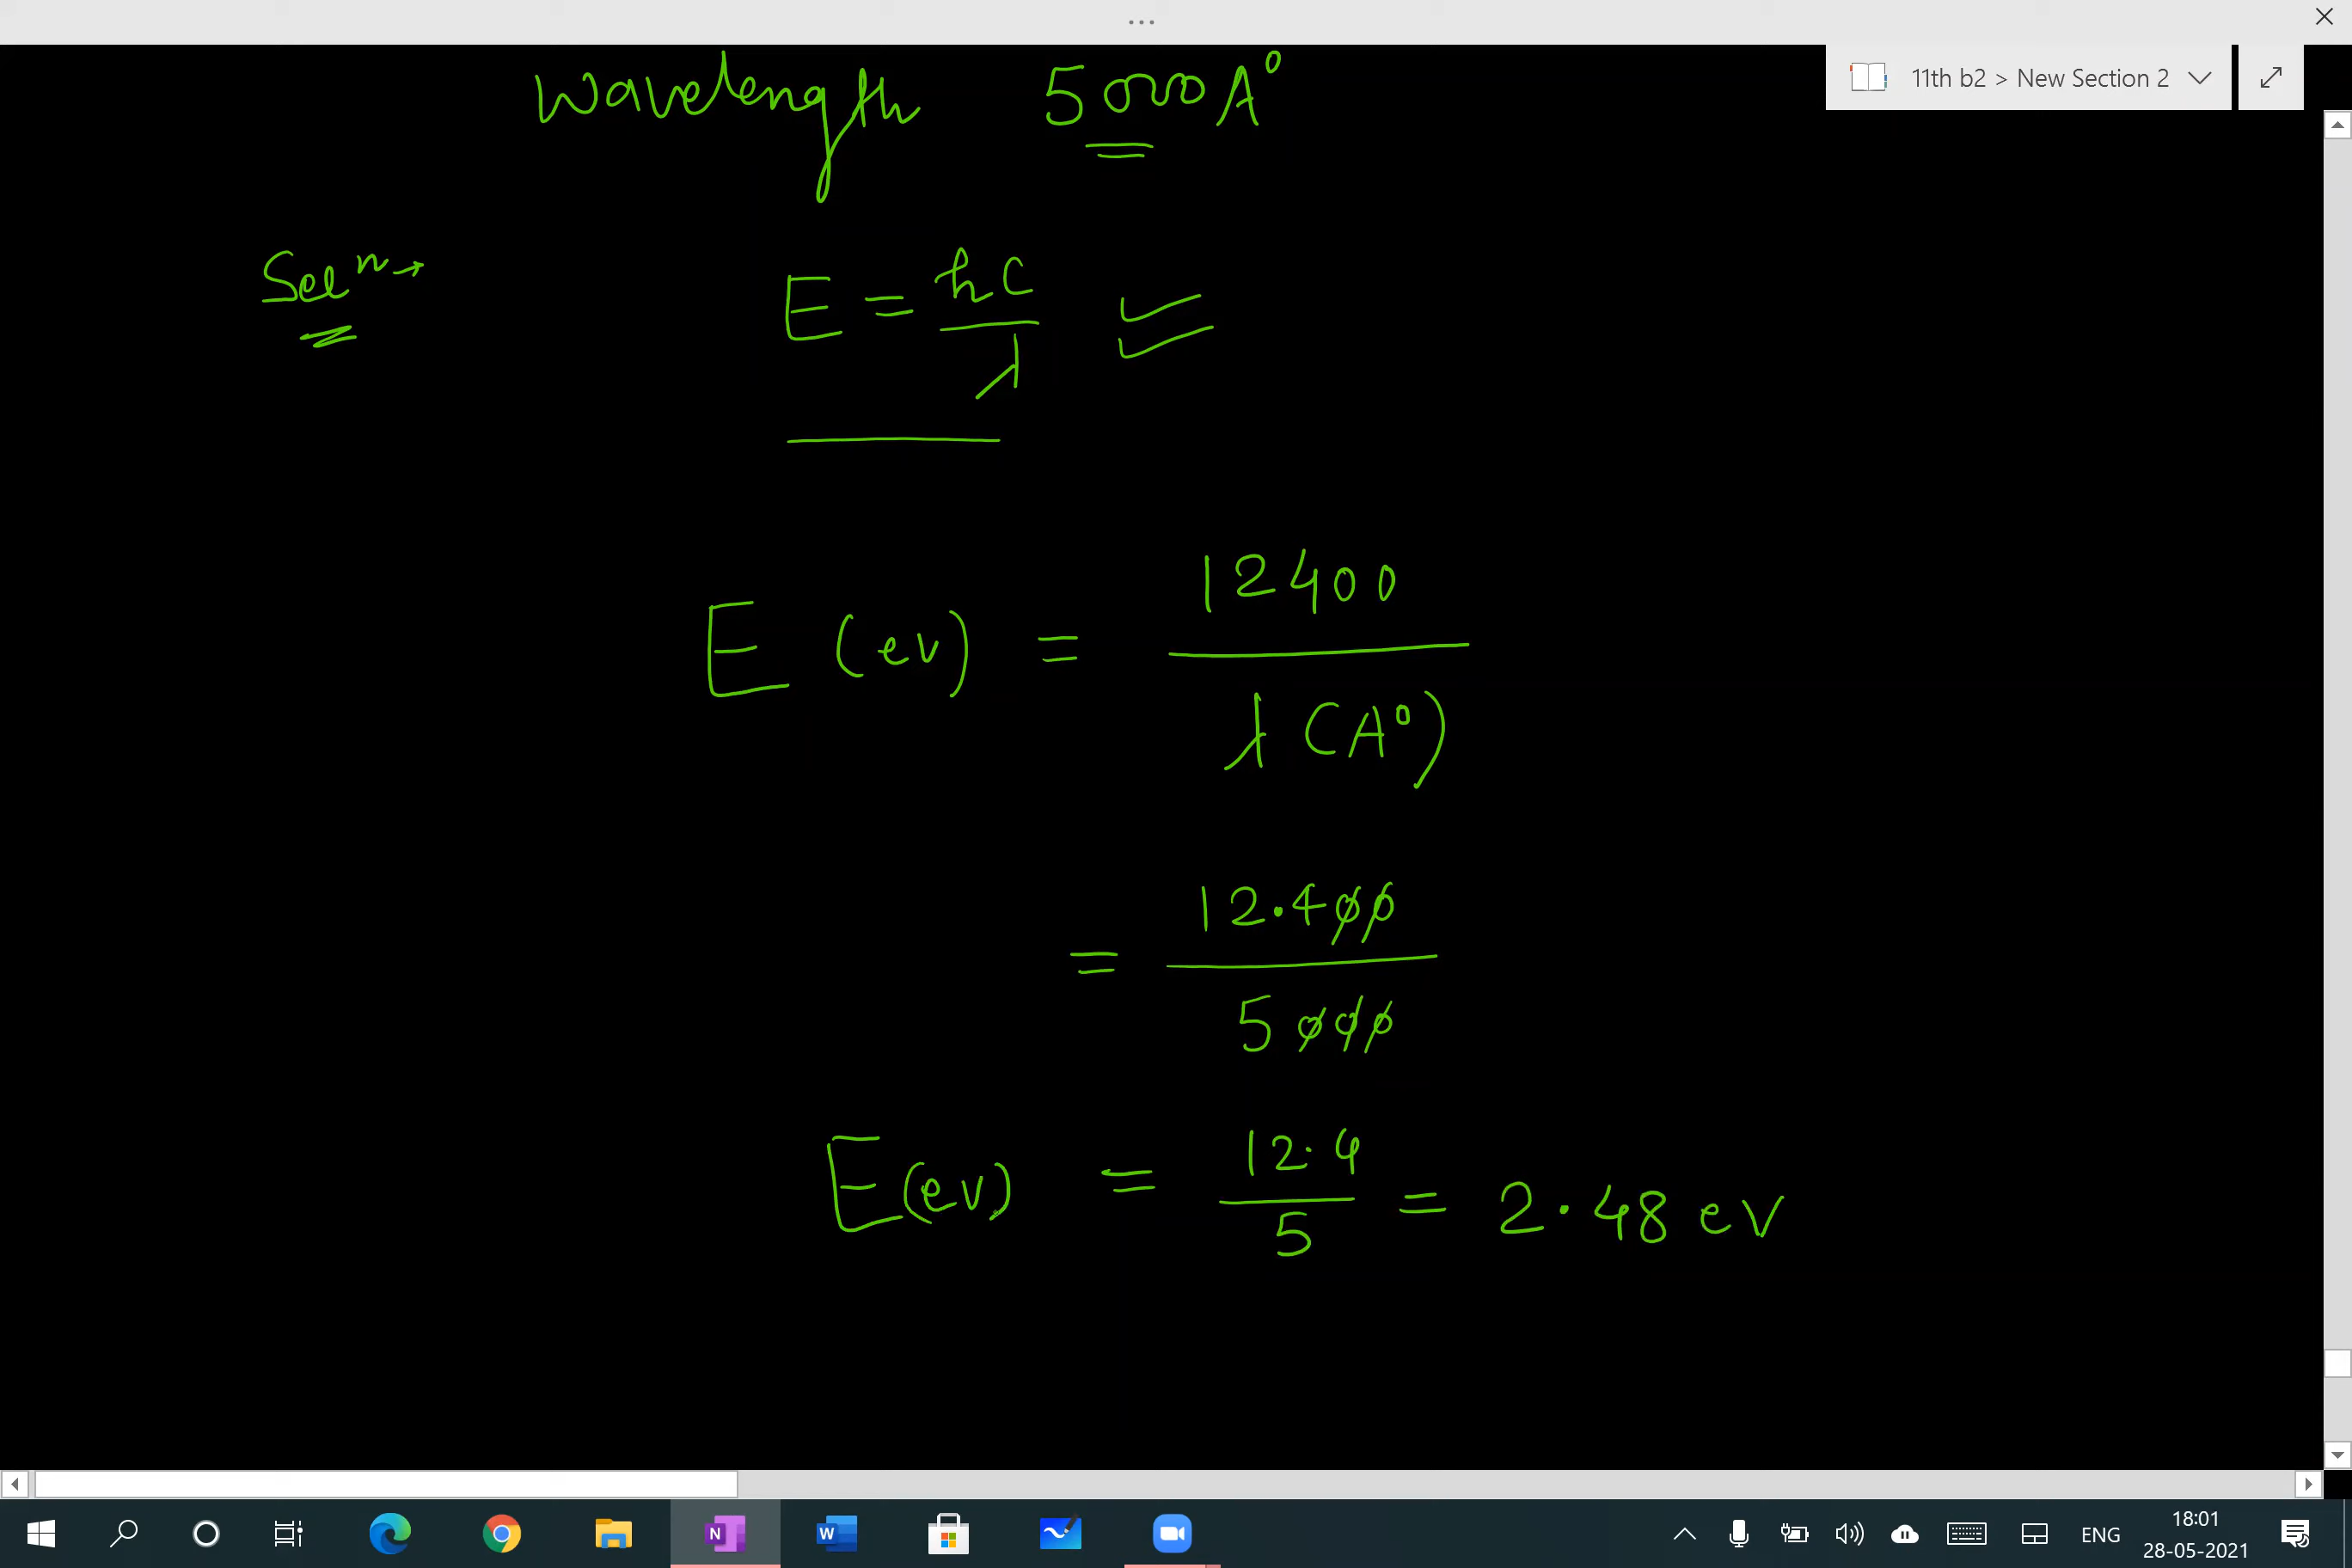 11th b2 > New Section 2
Wavelength 5000A°
Solⁿ→ E = hc / λ
E (ev) = 12400 / λ (A°)
= 12.400 / 5000
E(ev) = 12.4 / 5 = 2.48 ev
ENG 18:01
28-05-2021